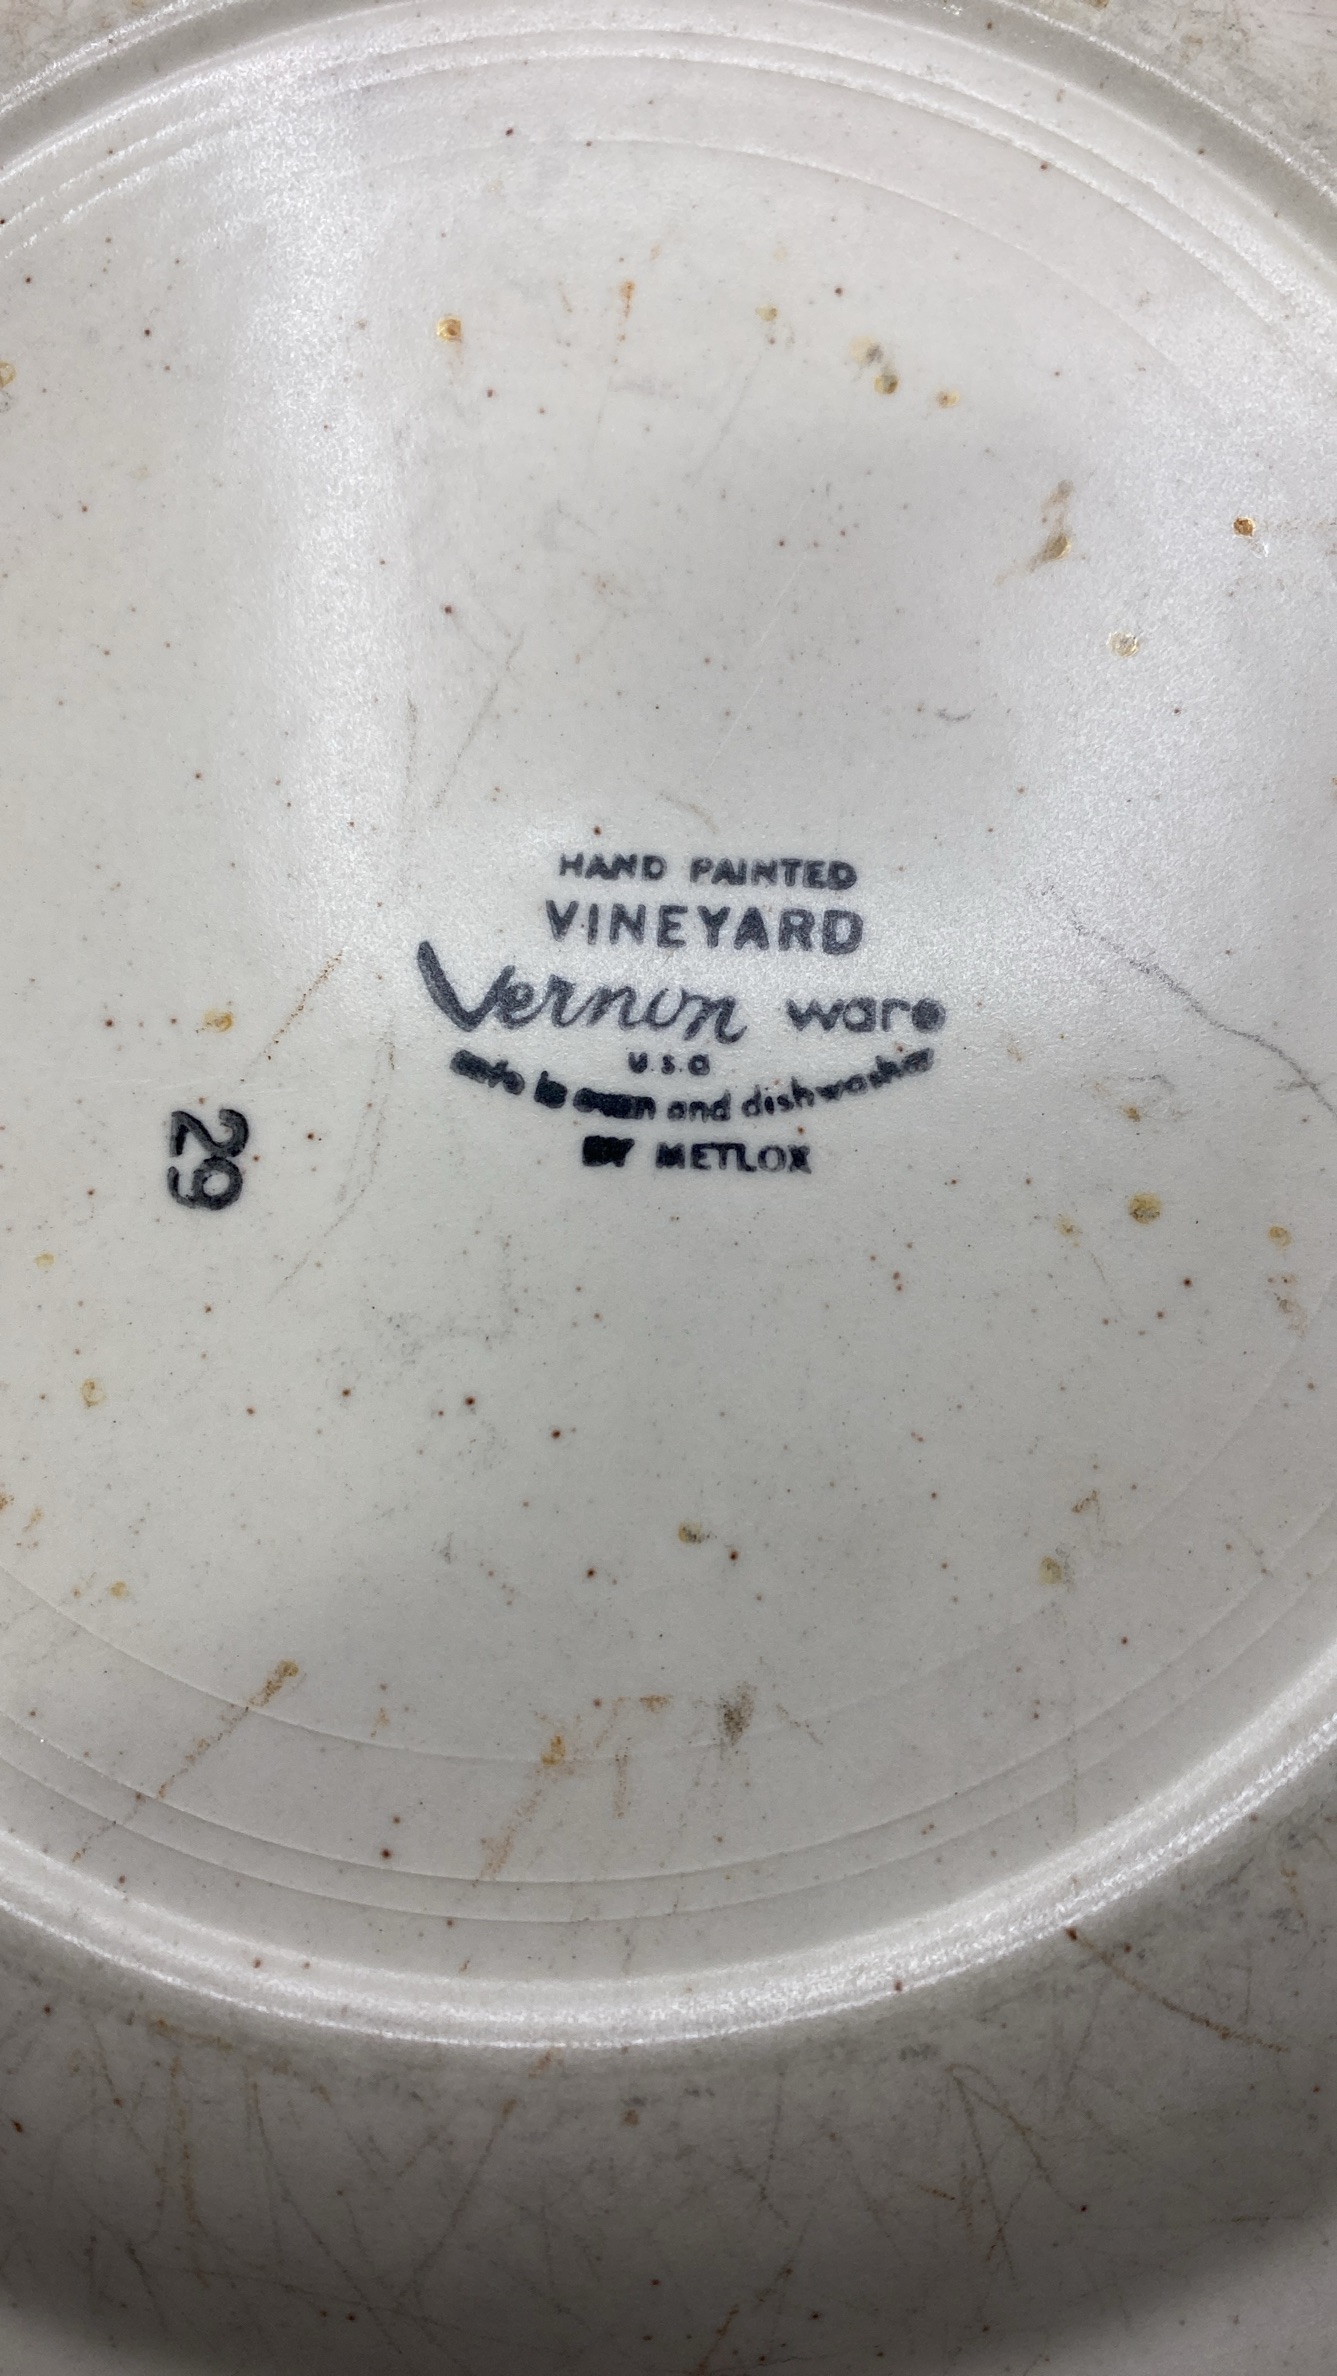 HAND PAINTED
VINEYARD
Vernon ware
U.S.A
safe in oven and dishwasher
BY METLOX
29